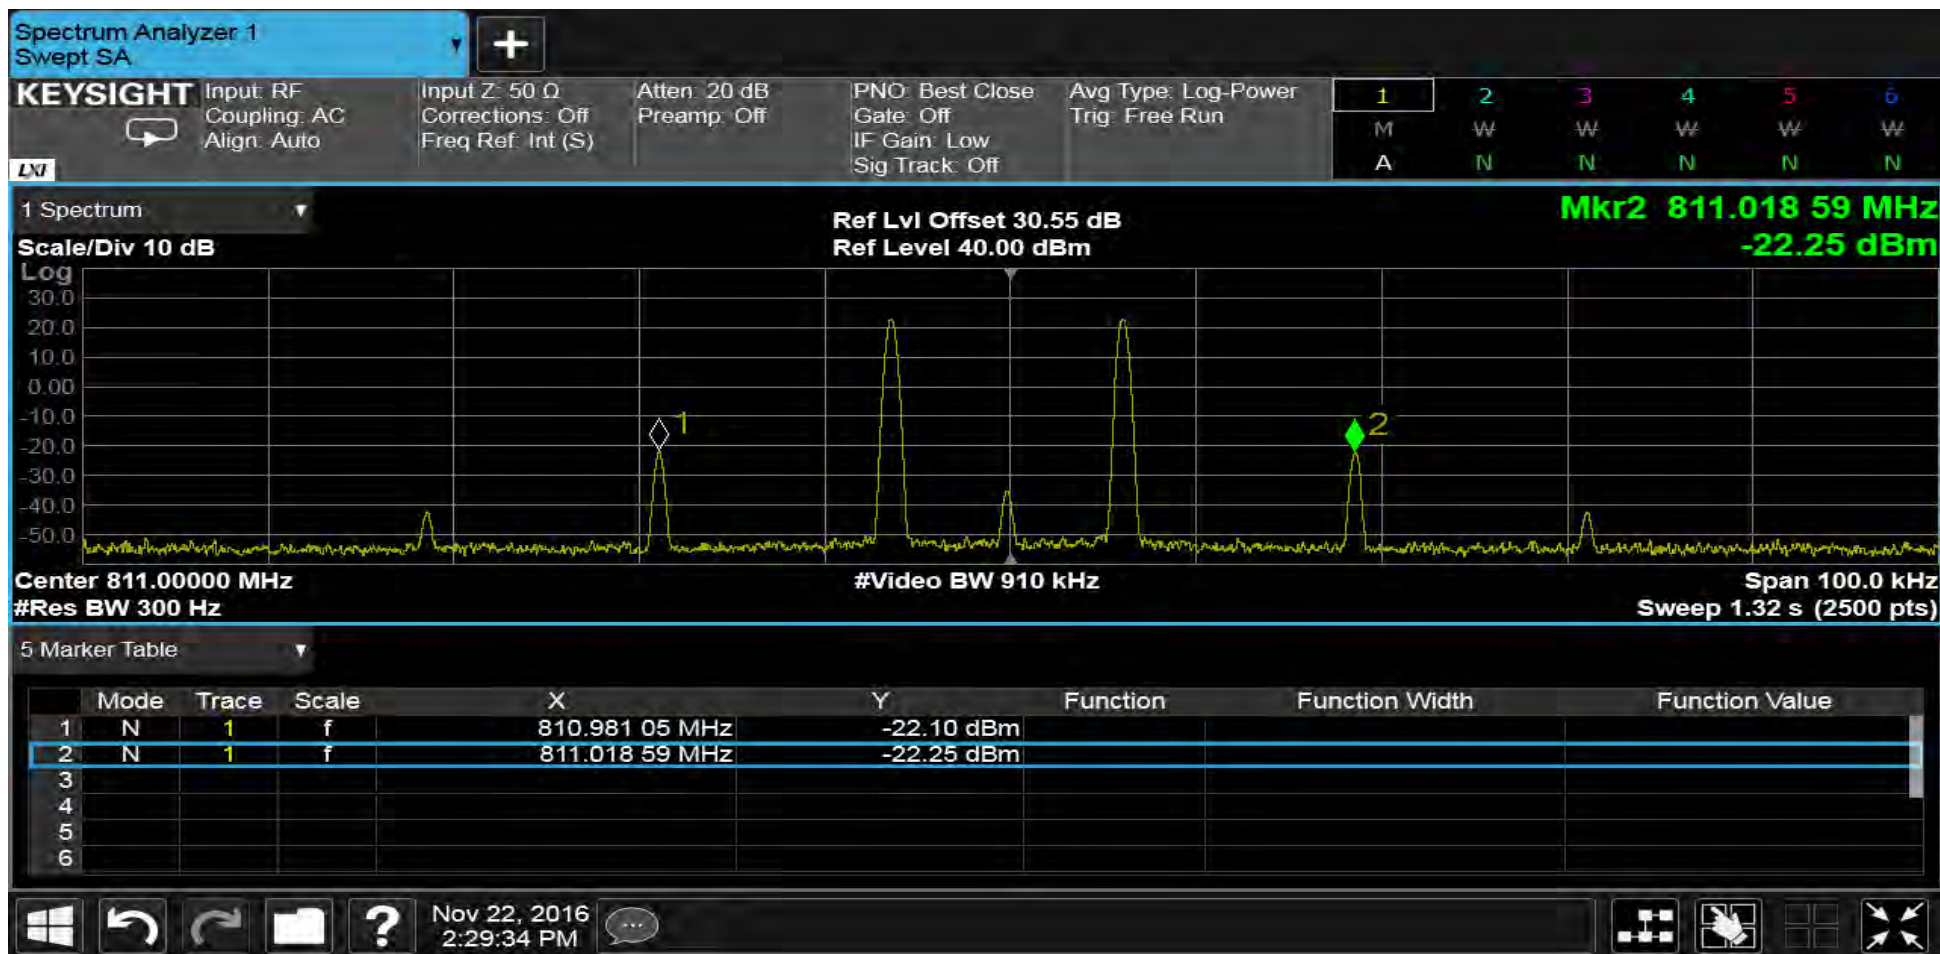 Spectrum Analyzer 1
Swept SA
+
KEYSIGHT
LXI
Input: RF
Coupling: AC
Align: Auto
Input Z: 50 Ω
Corrections: Off
Freq Ref: Int (S)
Atten: 20 dB
Preamp: Off
PNO: Best Close
Gate: Off
IF Gain: Low
Sig Track: Off
Avg Type: Log-Power
Trig: Free Run
1 2 3 4 5 6
M W W W W W
A N N N N N
1 Spectrum
Scale/Div 10 dB
Ref Lvl Offset 30.55 dB
Ref Level 40.00 dBm
Mkr2 811.018 59 MHz
-22.25 dBm
Log
30.0
20.0
10.0
0.00
-10.0
-20.0
-30.0
-40.0
-50.0
1
2
Center 811.00000 MHz
#Video BW 910 kHz
Span 100.0 kHz
#Res BW 300 Hz
Sweep 1.32 s (2500 pts)
5 Marker Table
Mode Trace Scale X Y Function Function Width Function Value
1 N 1 f 810.981 05 MHz -22.10 dBm
2 N 1 f 811.018 59 MHz -22.25 dBm
3
4
5
6
?
Nov 22, 2016
2:29:34 PM